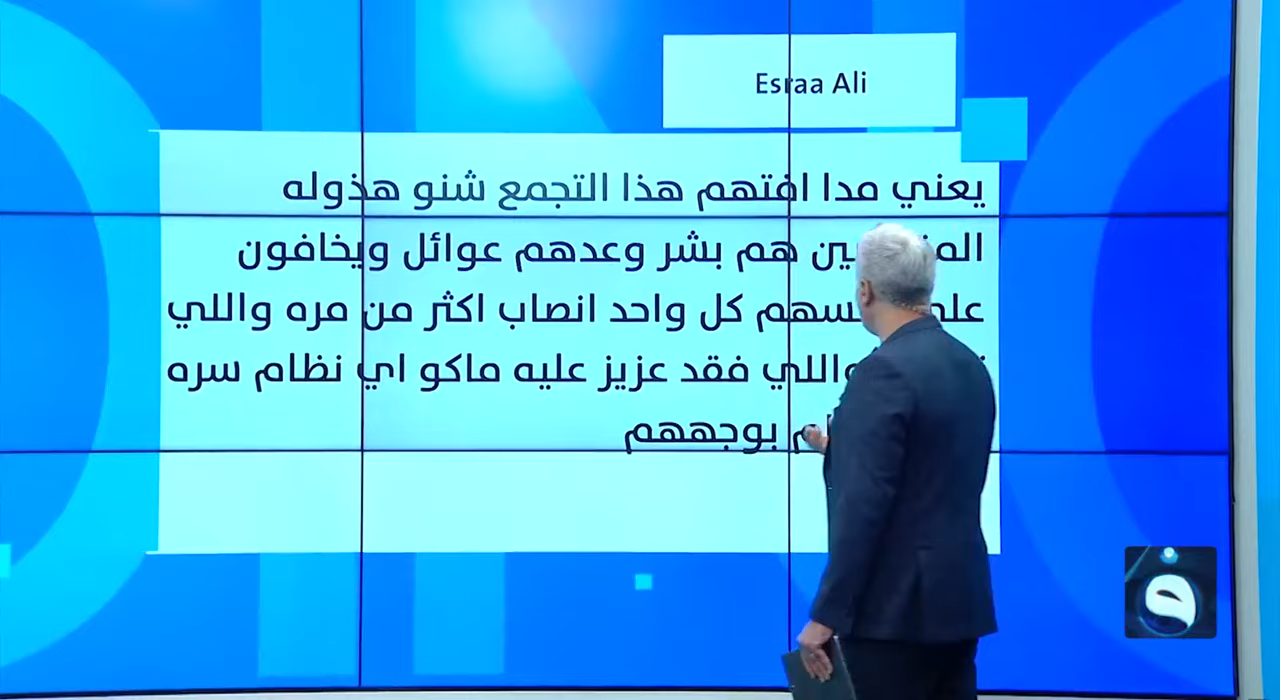 Esraa Ali
يعني مدا افتهم هذا التجمع شنو هذوله
هم بشر وعدهم عوائل ويخافون
كل واحد انصاب اكثر من مره واللي
واللي فقد عزيز عليه ماكو اي نظام سره
بوجههم